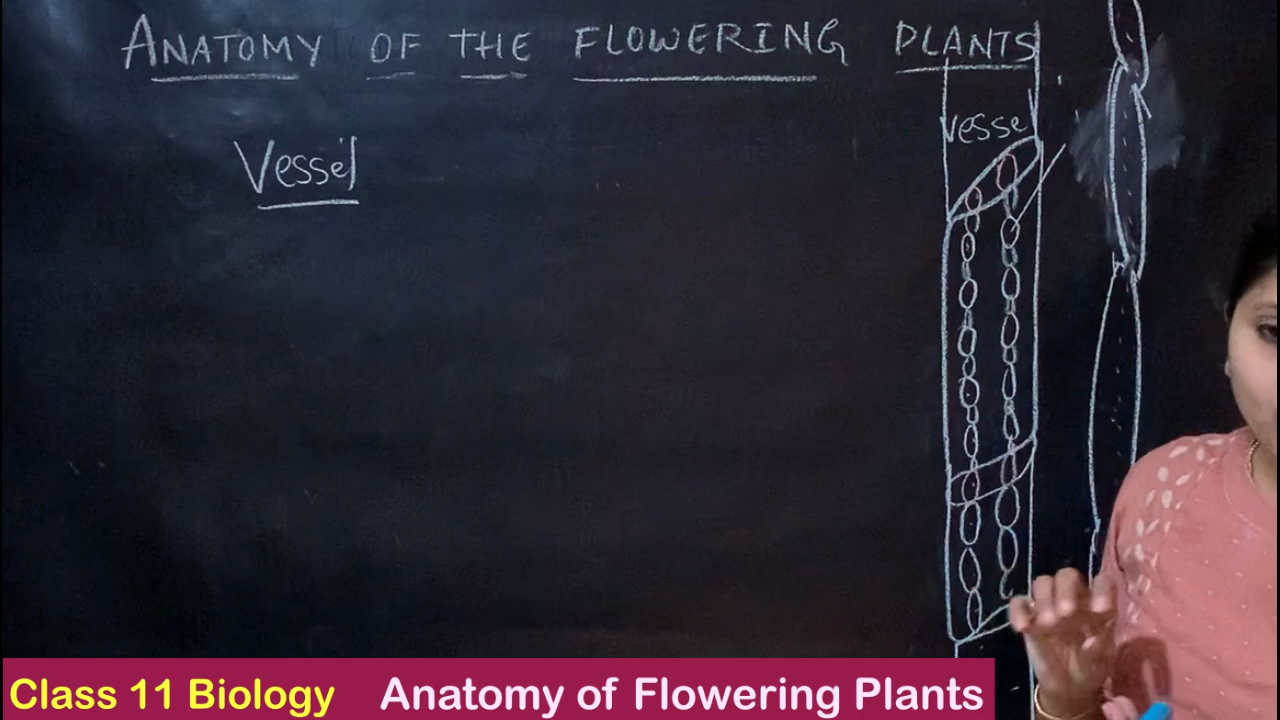 ANATOMY OF THE FLOWERING PLANTS
Vessel
Vessel
Class 11 Biology Anatomy of Flowering Plants